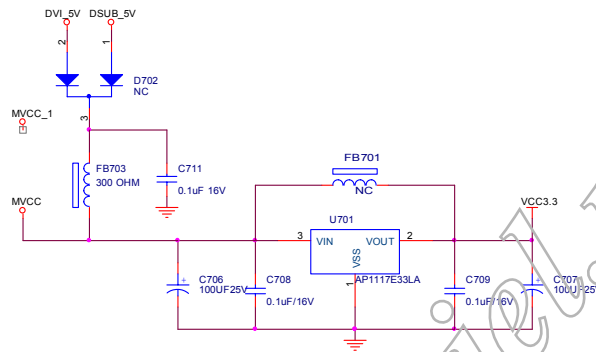 DVI_5V DSUB_5V
2
1
D702
NC
3
MVCC_1
FB703
300 OHM
C711
0.1uF 16V
FB701
NC
MVCC
U701
VCC3.3
3
VIN
VOUT
2
VSS
1
AP1117E33LA
C706
100UF25V
C708
0.1uF/16V
C709
0.1uF/16V
C707